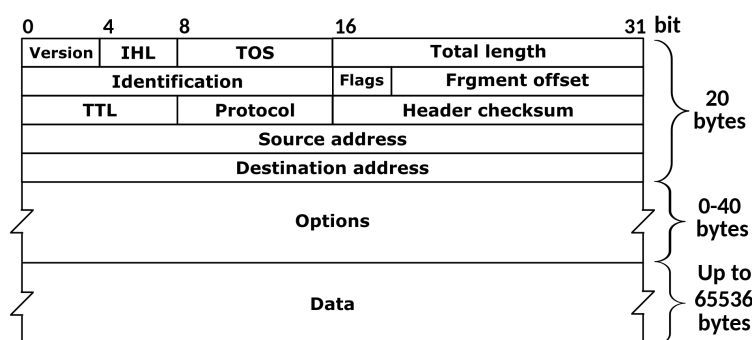 0 4 8 16 31 bit
Version IHL TOS Total length
Identification Flags Frgment offset
TTL Protocol Header checksum
Source address
Destination address
20
bytes
Options
0-40
bytes
Data
Up to
65536
bytes